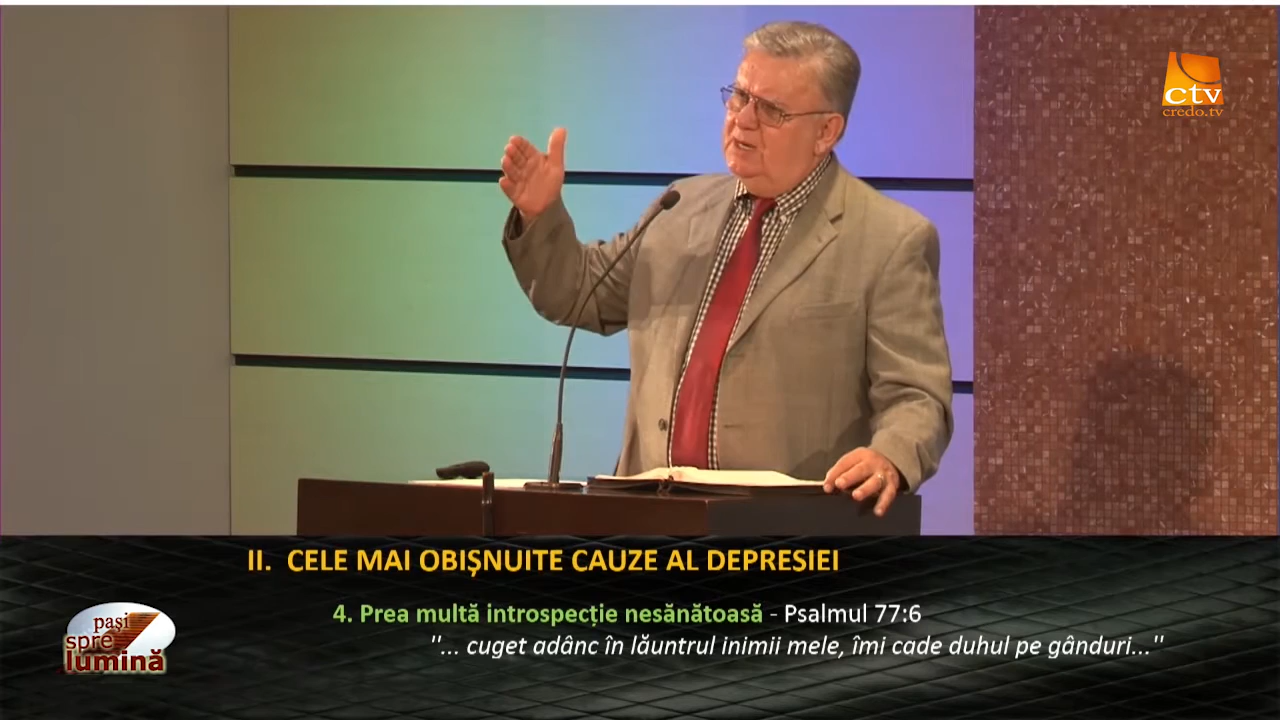 ctv
credo.tv
II. CELE MAI OBIȘNUITE CAUZE AL DEPRESIEI
4. Prea multă introspecție nesănătoasă - Psalmul 77:6
"... cuget adânc în lăuntrul inimii mele, îmi cade duhul pe gânduri..."
pași
spre
lumină